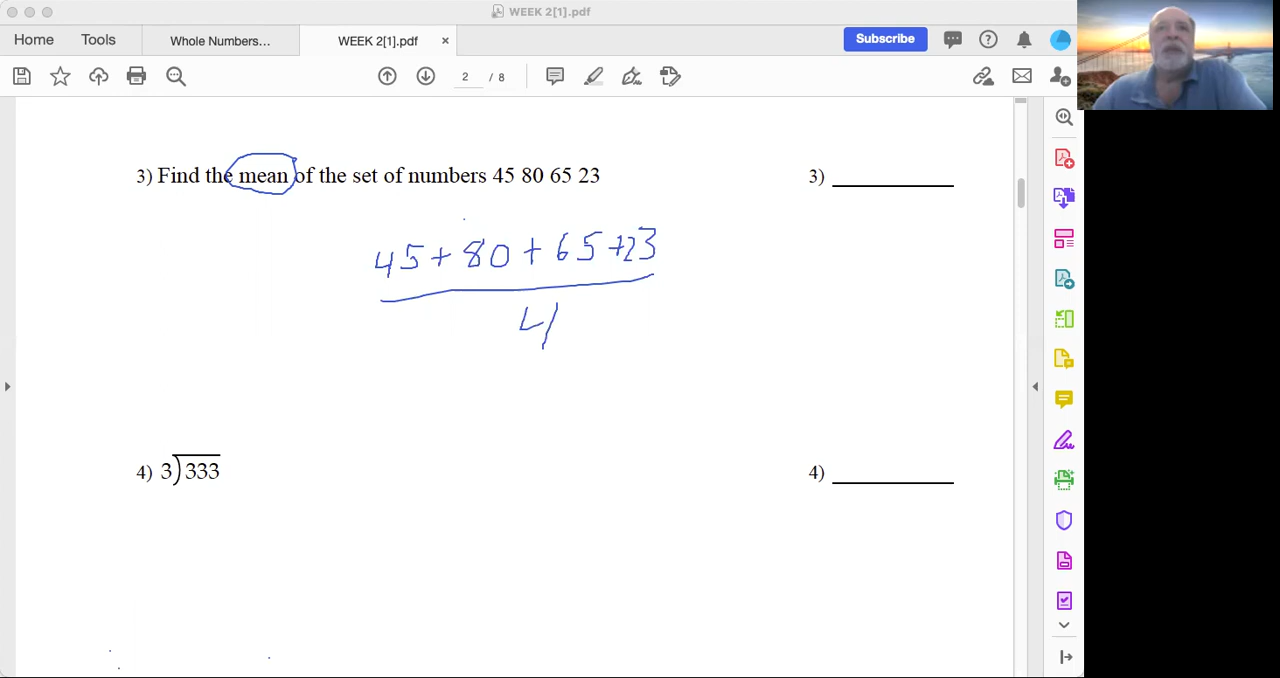 WEEK 2[1].pdf
Home Tools Whole Numbers... WEEK 2[1].pdf × Subscribe
2 / 8
3) Find the mean of the set of numbers 45 80 65 23 3)
45+80+65+23
4
4) 3)333 4)